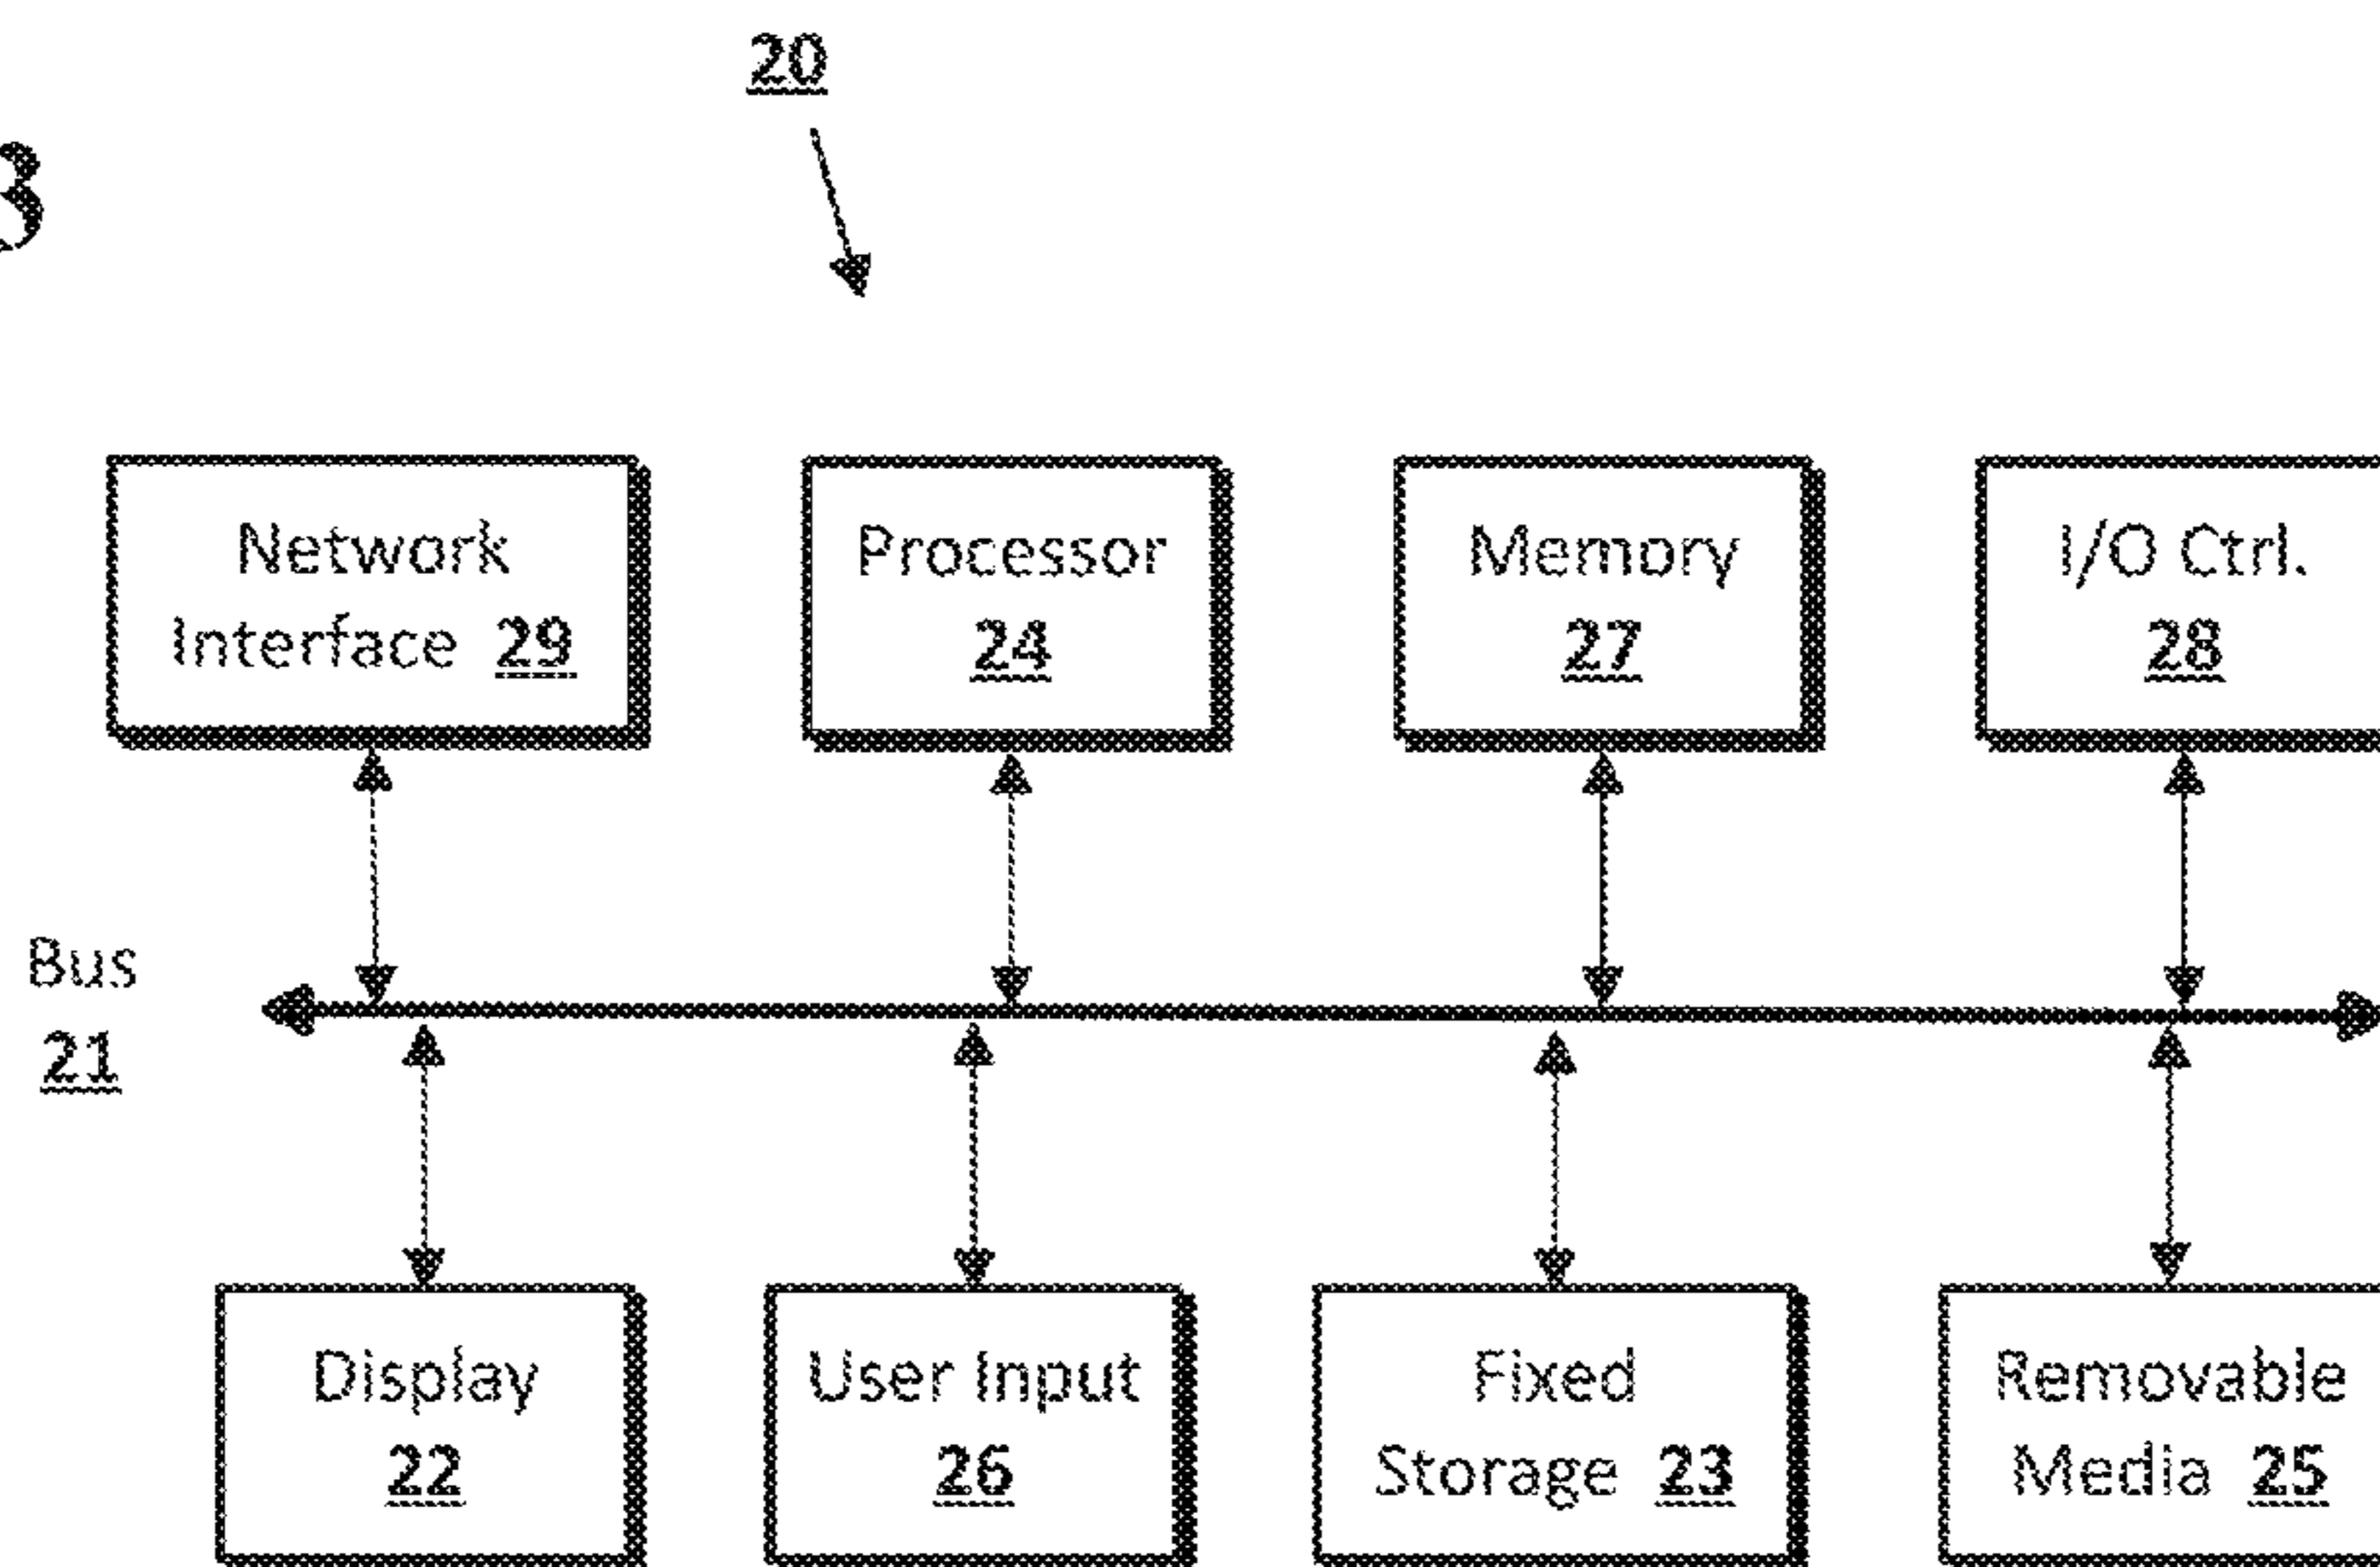 20
3
Network
Interface 29
Processor
24
Memory
27
I/O Ctrl.
28
Bus
21
Display
22
User Input
26
Fixed
Storage 23
Removable
Media 25